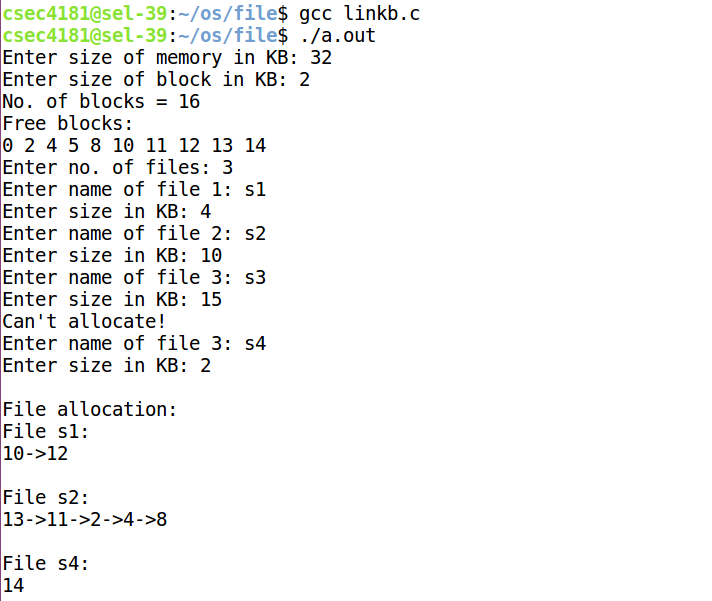 csec4181@sel-39:~/os/file$ gcc linkb.c
csec4181@sel-39:~/os/file$ ./a.out
Enter size of memory in KB: 32
Enter size of block in KB: 2
No. of blocks = 16
Free blocks:
0 2 4 5 8 10 11 12 13 14
Enter no. of files: 3
Enter name of file 1: s1
Enter size in KB: 4
Enter name of file 2: s2
Enter size in KB: 10
Enter name of file 3: s3
Enter size in KB: 15
Can't allocate!
Enter name of file 3: s4
Enter size in KB: 2
File allocation:
File s1:
10->12
File s2:
13->11->2->4->8
File s4:
14